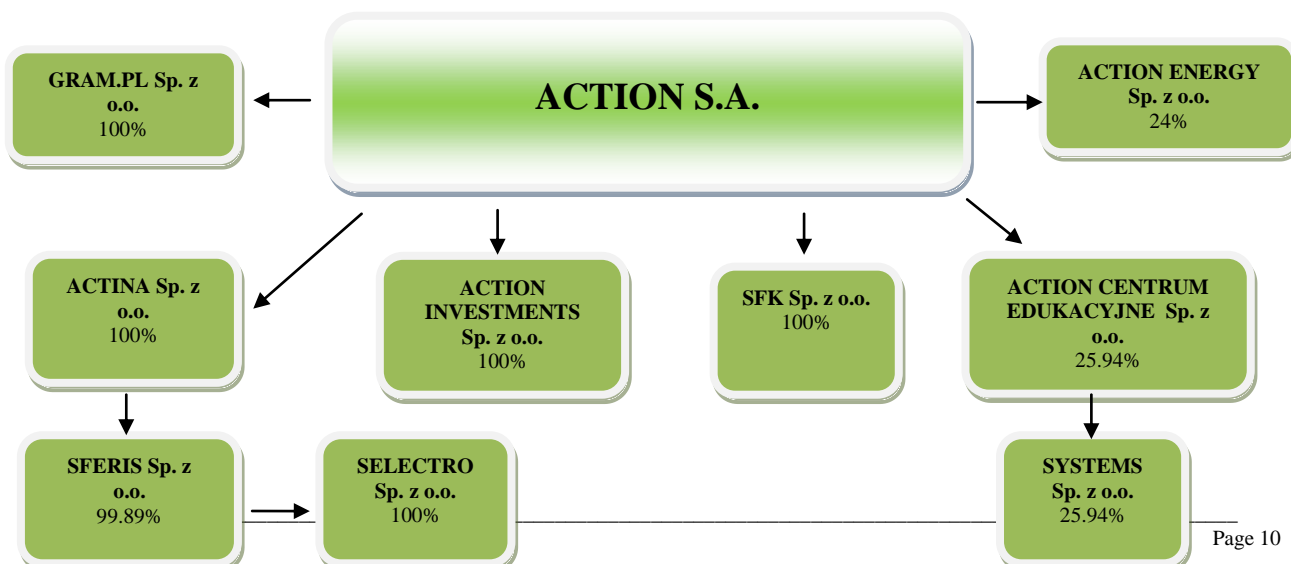 GRAM.PL Sp. z
o.o.
100%
ACTION S.A.
ACTION ENERGY
Sp. z o.o.
24%
ACTINA Sp. z
o.o.
100%
ACTION
INVESTMENTS
Sp. z o.o.
100%
SFK Sp. z o.o.
100%
ACTION CENTRUM
EDUKACYJNE Sp. z
o.o.
25.94%
SFERIS Sp. z
o.o.
99.89%
SELECTRO
Sp. z o.o.
100%
SYSTEMS
Sp. z o.o.
25.94%
Page 10